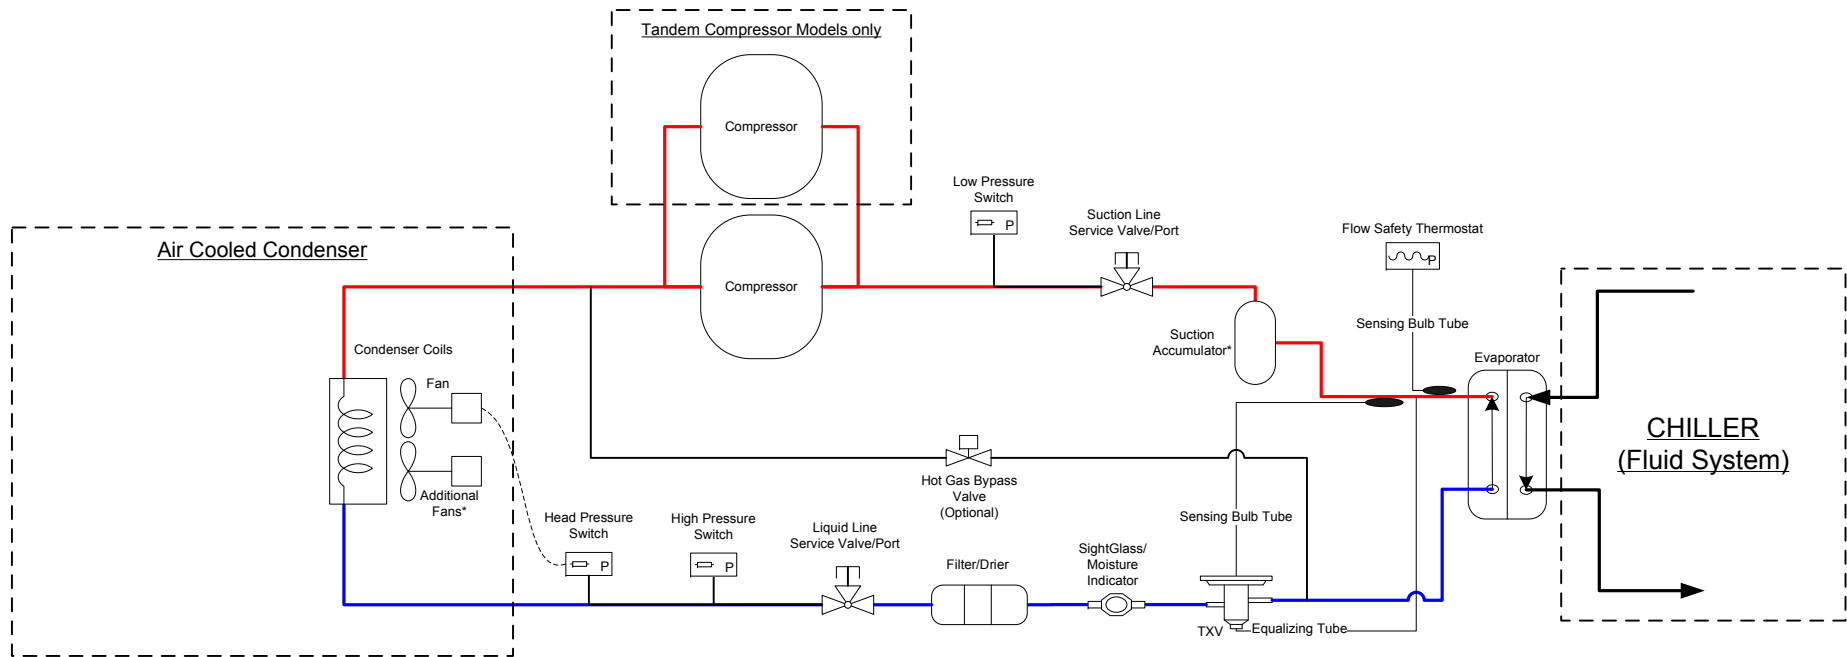 Tandem Compressor Models only
Compressor
Low Pressure
Switch
P
Suction Line
Service Valve/Port
Flow Safety Thermostat
P
Air Cooled Condenser
Compressor
Condenser Coils
Fan
Additional
Fans*
Suction
Accumulator*
Sensing Bulb Tube
Evaporator
CHILLER
(Fluid System)
Hot Gas Bypass
Valve
(Optional)
Head Pressure
Switch
P
High Pressure
Switch
P
Liquid Line
Service Valve/Port
Filter/Drier
SightGlass/
Moisture
Indicator
Sensing Bulb Tube
TXV
Equalizing Tube